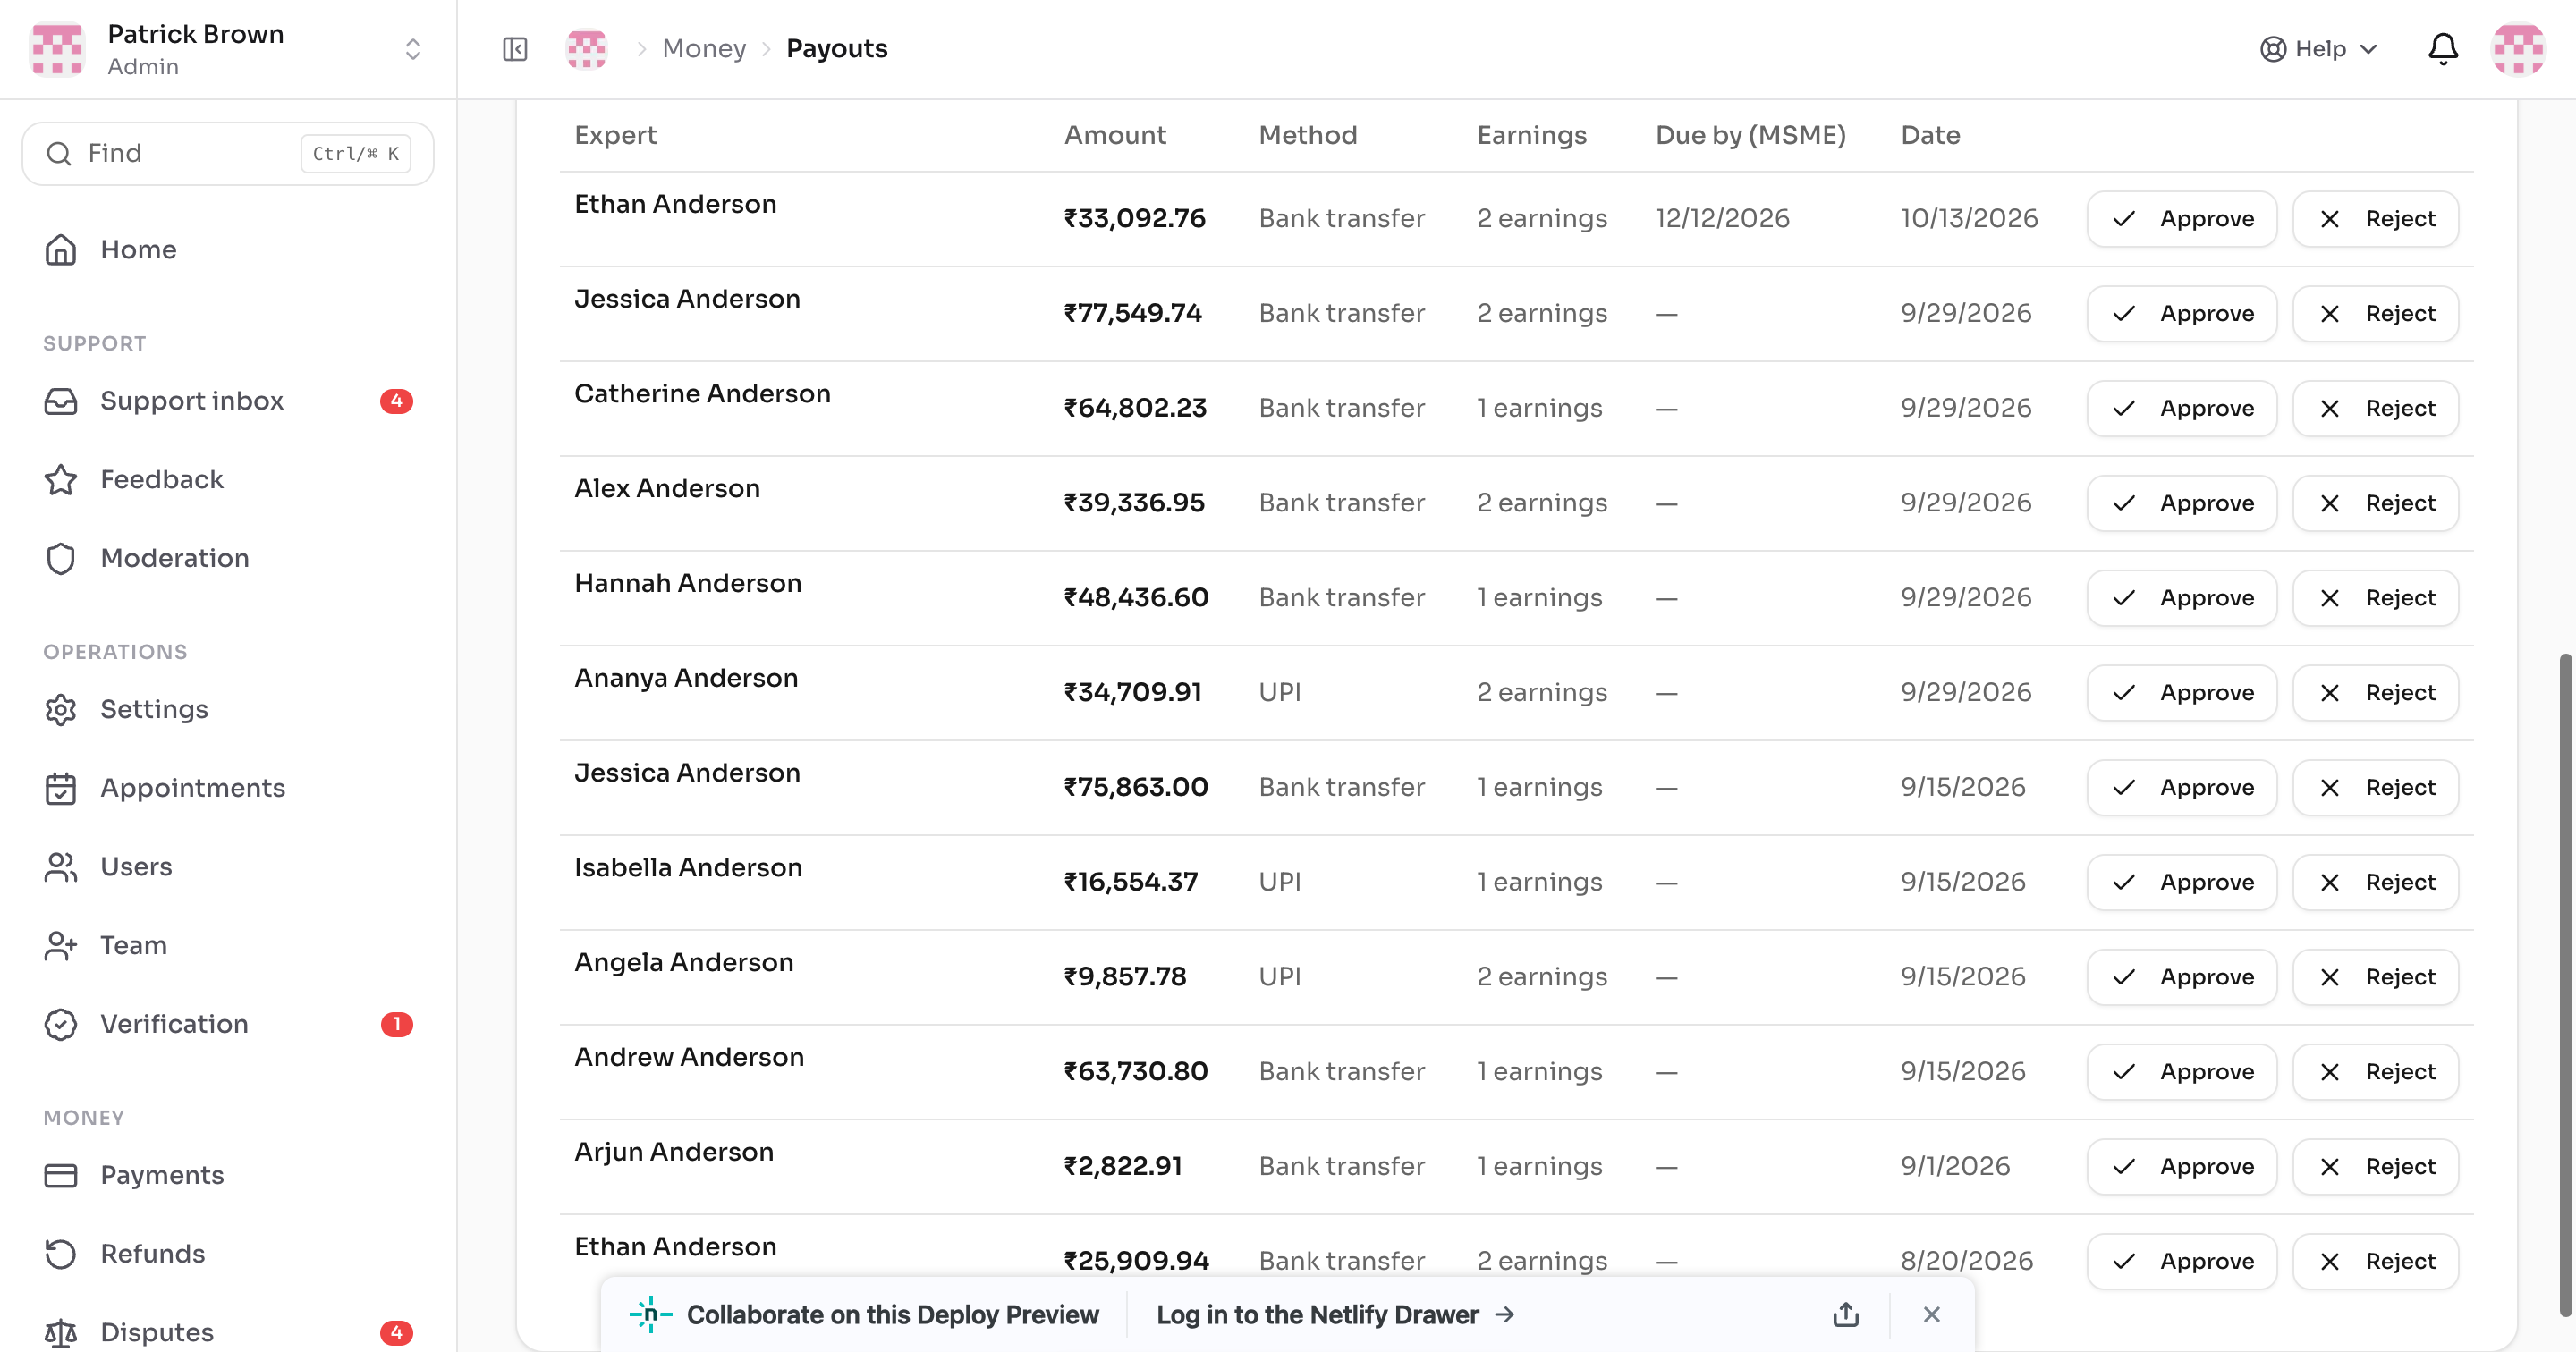 Patrick Brown
Admin
Find
Ctrl/⌘ K
Home
SUPPORT
Support inbox 4
Feedback
Moderation
OPERATIONS
Settings
Appointments
Users
Team
Verification 1
MONEY
Payments
Refunds
Disputes 4
Money Payouts
Help
Expert Amount Method Earnings Due by (MSME) Date
Ethan Anderson ₹33,092.76 Bank transfer 2 earnings 12/12/2026 10/13/2026 Approve Reject
Jessica Anderson ₹77,549.74 Bank transfer 2 earnings — 9/29/2026 Approve Reject
Catherine Anderson ₹64,802.23 Bank transfer 1 earnings — 9/29/2026 Approve Reject
Alex Anderson ₹39,336.95 Bank transfer 2 earnings — 9/29/2026 Approve Reject
Hannah Anderson ₹48,436.60 Bank transfer 1 earnings — 9/29/2026 Approve Reject
Ananya Anderson ₹34,709.91 UPI 2 earnings — 9/29/2026 Approve Reject
Jessica Anderson ₹75,863.00 Bank transfer 1 earnings — 9/15/2026 Approve Reject
Isabella Anderson ₹16,554.37 UPI 1 earnings — 9/15/2026 Approve Reject
Angela Anderson ₹9,857.78 UPI 2 earnings — 9/15/2026 Approve Reject
Andrew Anderson ₹63,730.80 Bank transfer 1 earnings — 9/15/2026 Approve Reject
Arjun Anderson ₹2,822.91 Bank transfer 1 earnings — 9/1/2026 Approve Reject
Ethan Anderson ₹25,909.94 Bank transfer 2 earnings — 8/20/2026 Approve Reject
Collaborate on this Deploy Preview Log in to the Netlify Drawer →